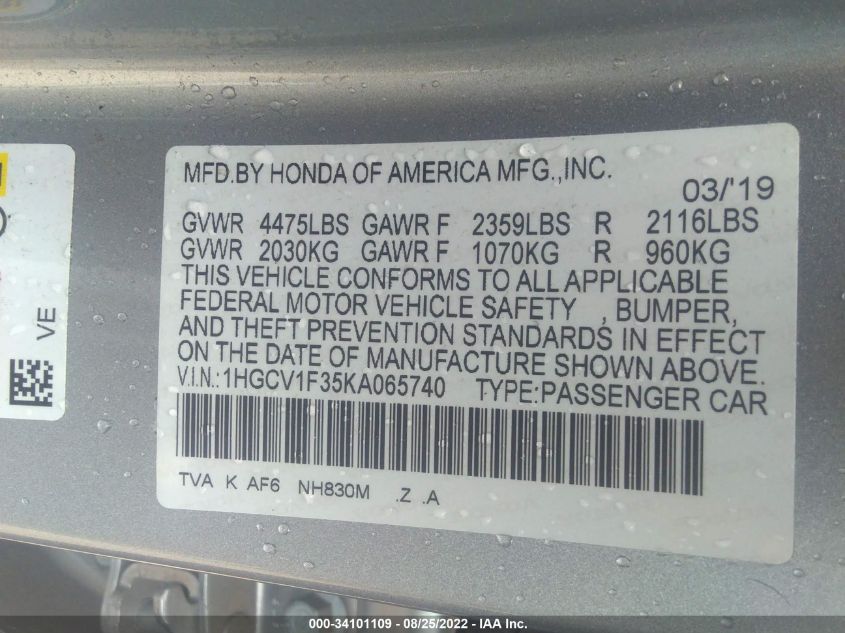 MFD.BY HONDA OF AMERICA MFG.,INC.
03/'19
GVWR 4475LBS GAWR F 2359LBS R 2116LBS
GVWR 2030KG GAWR F 1070KG R 960KG
THIS VEHICLE CONFORMS TO ALL APPLICABLE
FEDERAL MOTOR VEHICLE SAFETY , BUMPER,
AND THEFT PREVENTION STANDARDS IN EFFECT
ON THE DATE OF MANUFACTURE SHOWN ABOVE.
V.I.N.:1HGCV1F35KA065740 TYPE:PASSENGER CAR
TVA K AF6 NH830M .Z .A
VE
000-34101109 - 08/25/2022 - IAA Inc.